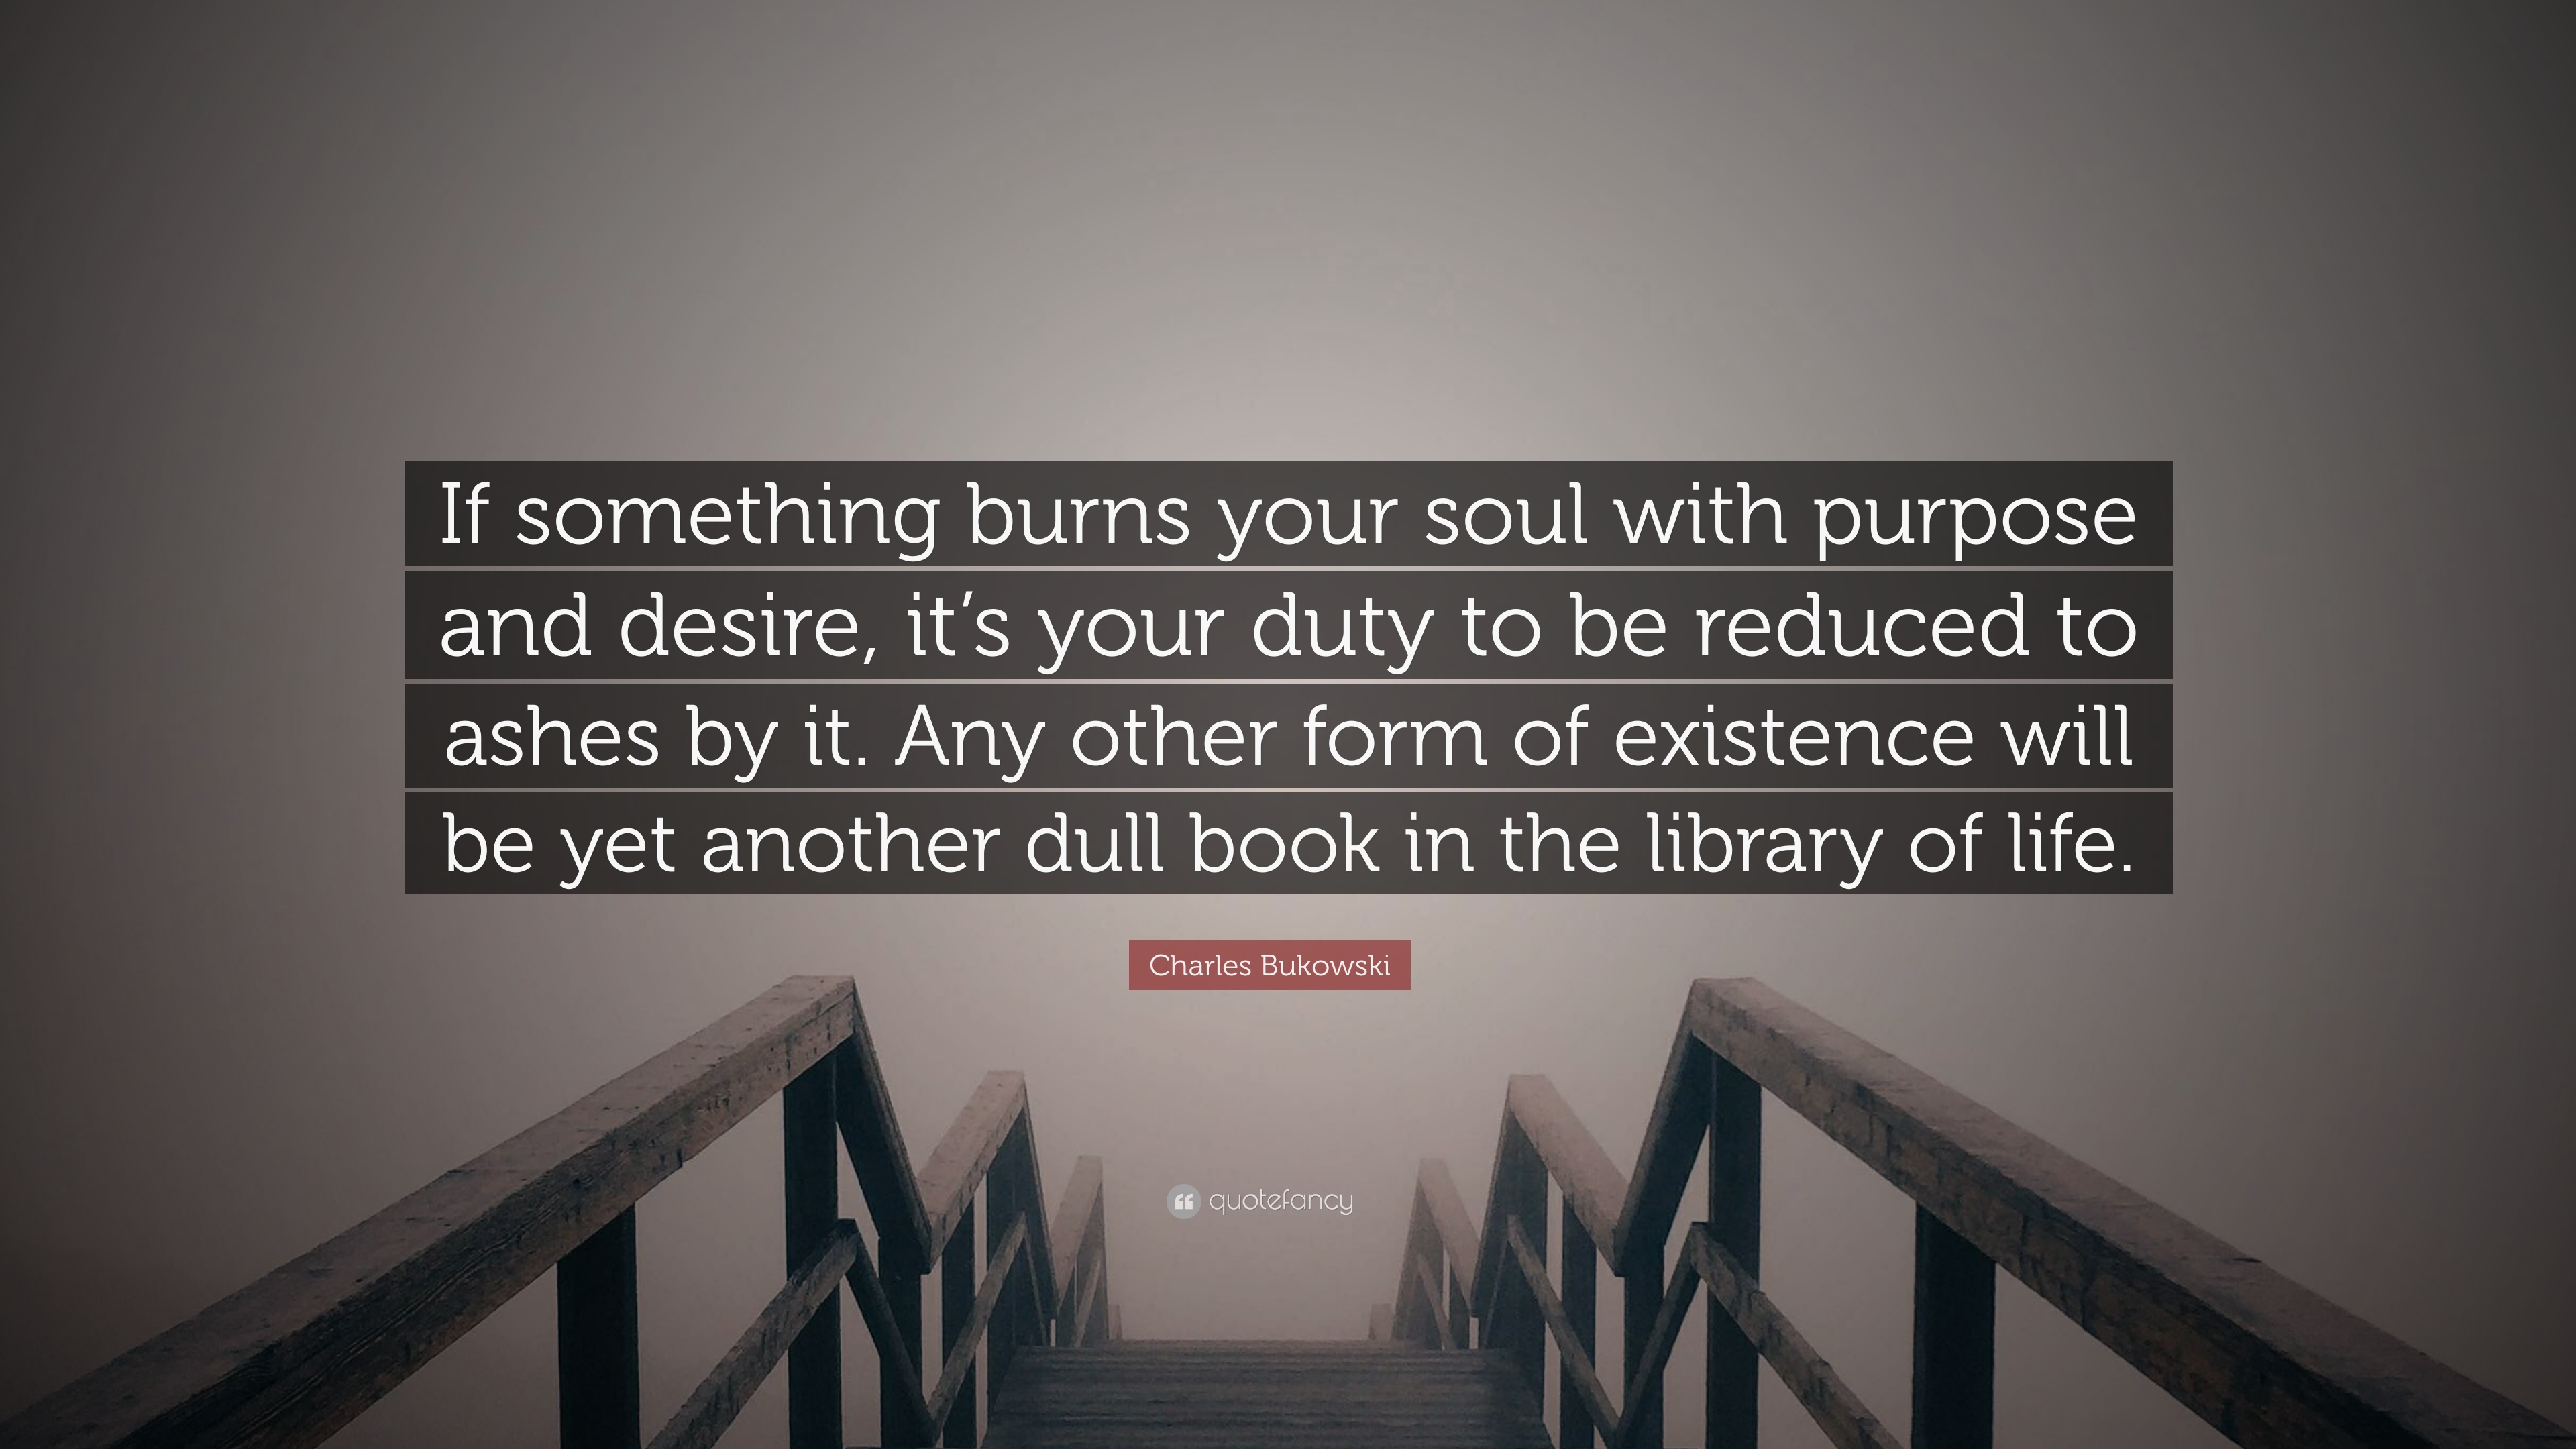 If something burns your soul with purpose
and desire, it’s your duty to be reduced to
ashes by it. Any other form of existence will
be yet another dull book in the library of life.
Charles Bukowski
quotefancy